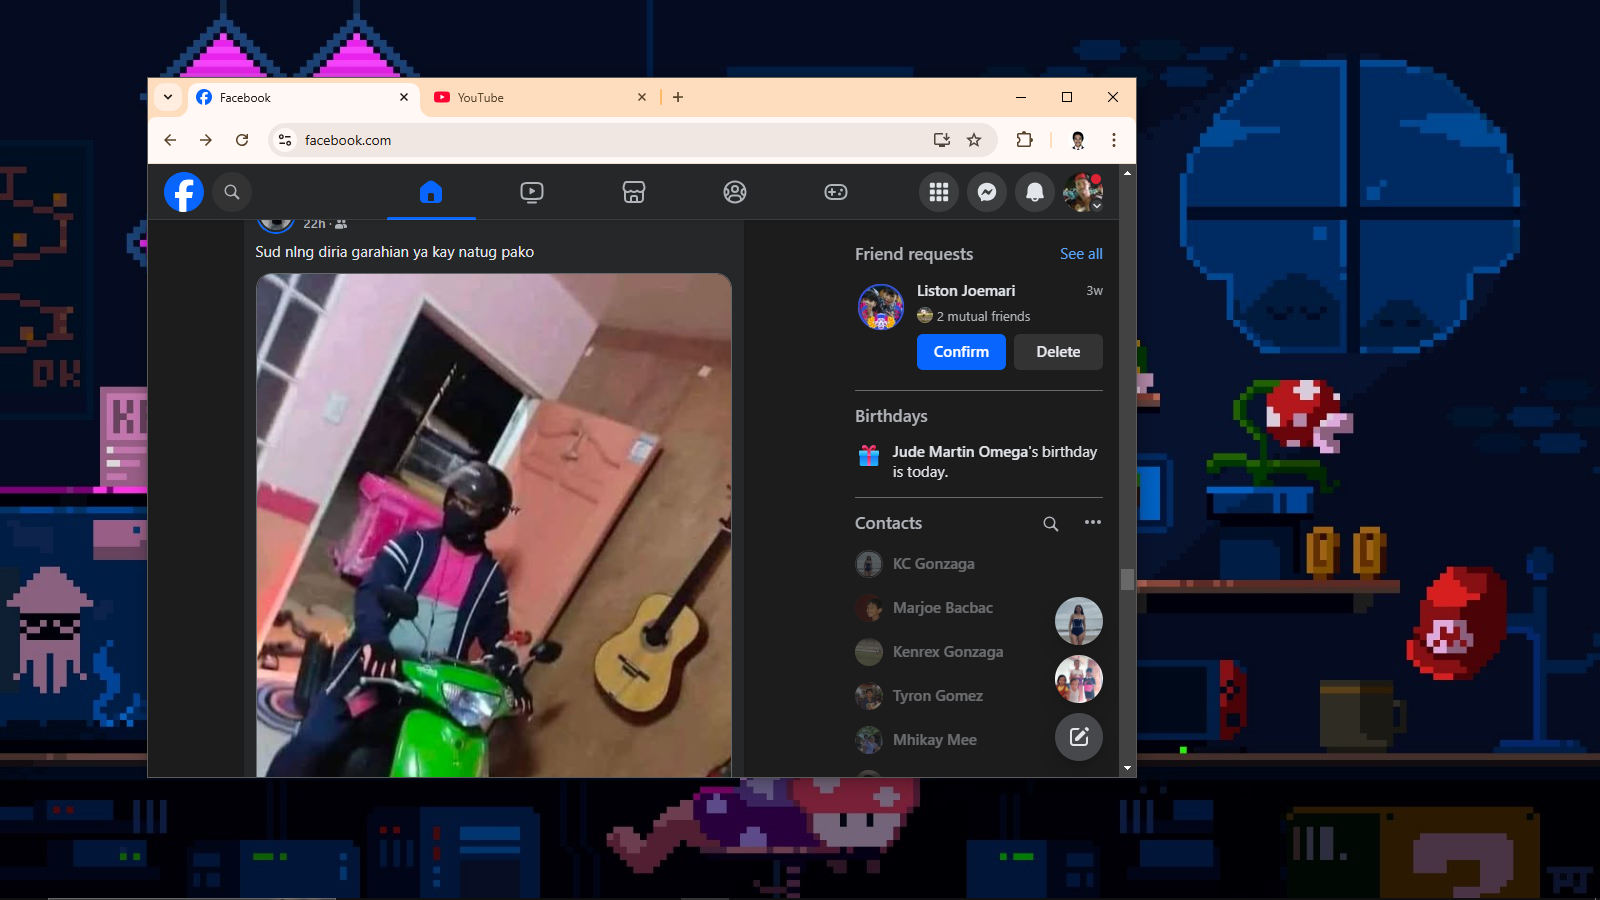 Facebook
YouTube
facebook.com
22h ·
Sud nIng diria garahian ya kay natug pako
Friend requests
See all
Liston Joemari
3w
2 mutual friends
Confirm
Delete
Birthdays
Jude Martin Omega's birthday
is today.
Contacts
KC Gonzaga
Marjoe Bacbac
Kenrex Gonzaga
Tyron Gomez
Mhikay Mee
DK